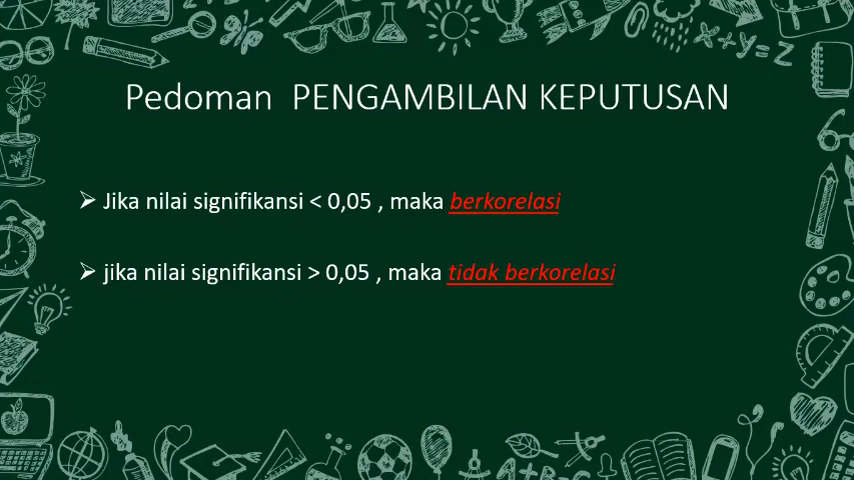 Pedoman PENGAMBILAN KEPUTUSAN
➢ Jika nilai signifikansi < 0,05 , maka berkorelasi
➢ jika nilai signifikansi > 0,05 , maka tidak berkorelasi
x+y=z
A+B=C